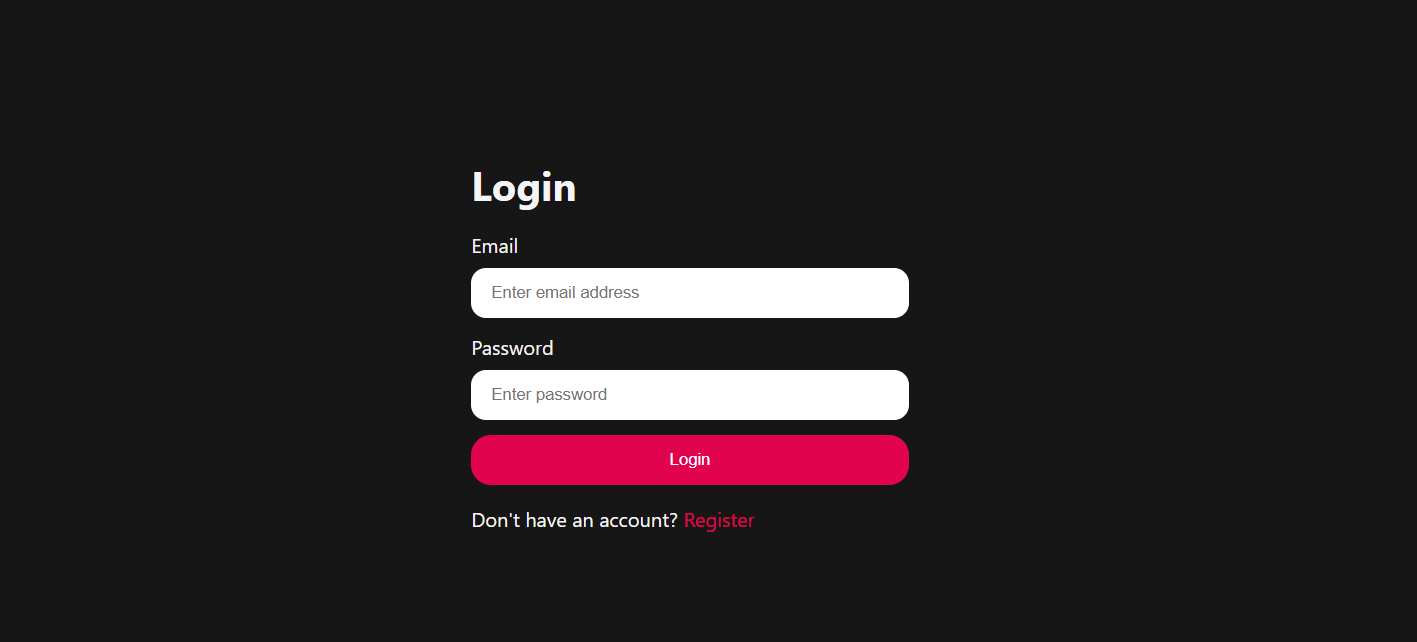 Login
Email
Enter email address
Password
Enter password
Login
Don't have an account? Register